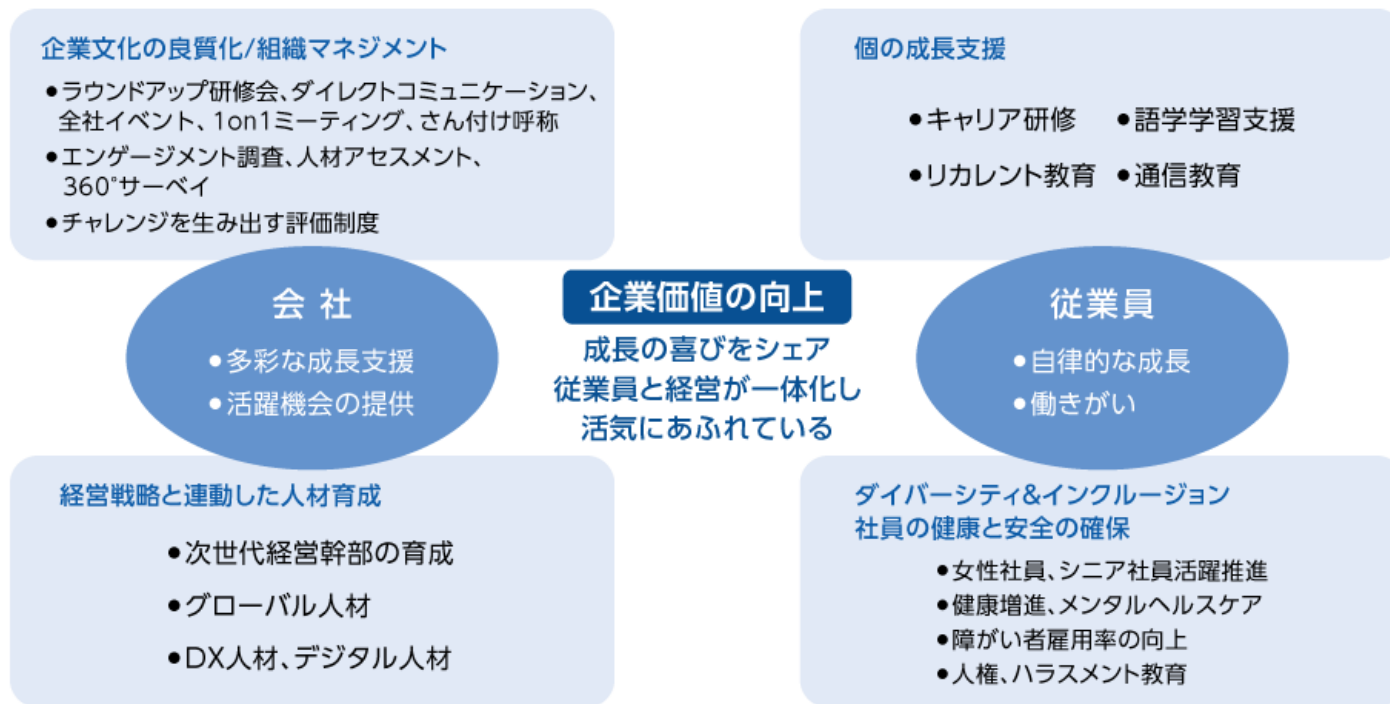 企業文化の良質化/組織マネジメント
●ラウンドアップ研修会、ダイレクトコミュニケーション、
全社イベント、1on1ミーティング、さん付け呼称
●エンゲージメント調査、人材アセスメント、
360°サーベイ
●チャレンジを生み出す評価制度
個の成長支援
●キャリア研修 ●語学学習支援
●リカレント教育 ●通信教育
会 社
●多彩な成長支援
●活躍機会の提供
企業価値の向上
成長の喜びをシェア
従業員と経営が一体化し
活気にあふれている
従業員
●自律的な成長
●働きがい
経営戦略と連動した人材育成
●次世代経営幹部の育成
●グローバル人材
●DX人材、デジタル人材
ダイバーシティ&インクルージョン
社員の健康と安全の確保
●女性社員、シニア社員活躍推進
●健康増進、メンタルヘルスケア
●障がい者雇用率の向上
●人権、ハラスメント教育